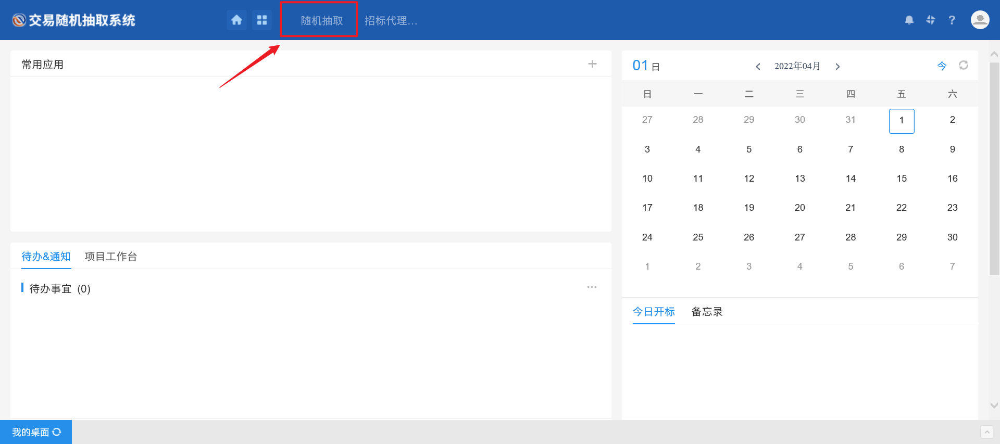 交易随机抽取系统
随机抽取 招标代理...
?
常用应用
待办&通知 项目工作台
待办事宜 (0)
01 日 2022年04月 今
日 一 二 三 四 五 六
27 28 29 30 31 1 2
3 4 5 6 7 8 9
10 11 12 13 14 15 16
17 18 19 20 21 22 23
24 25 26 27 28 29 30
1 2 3 4 5 6 7
今日开标 备忘录
我的桌面